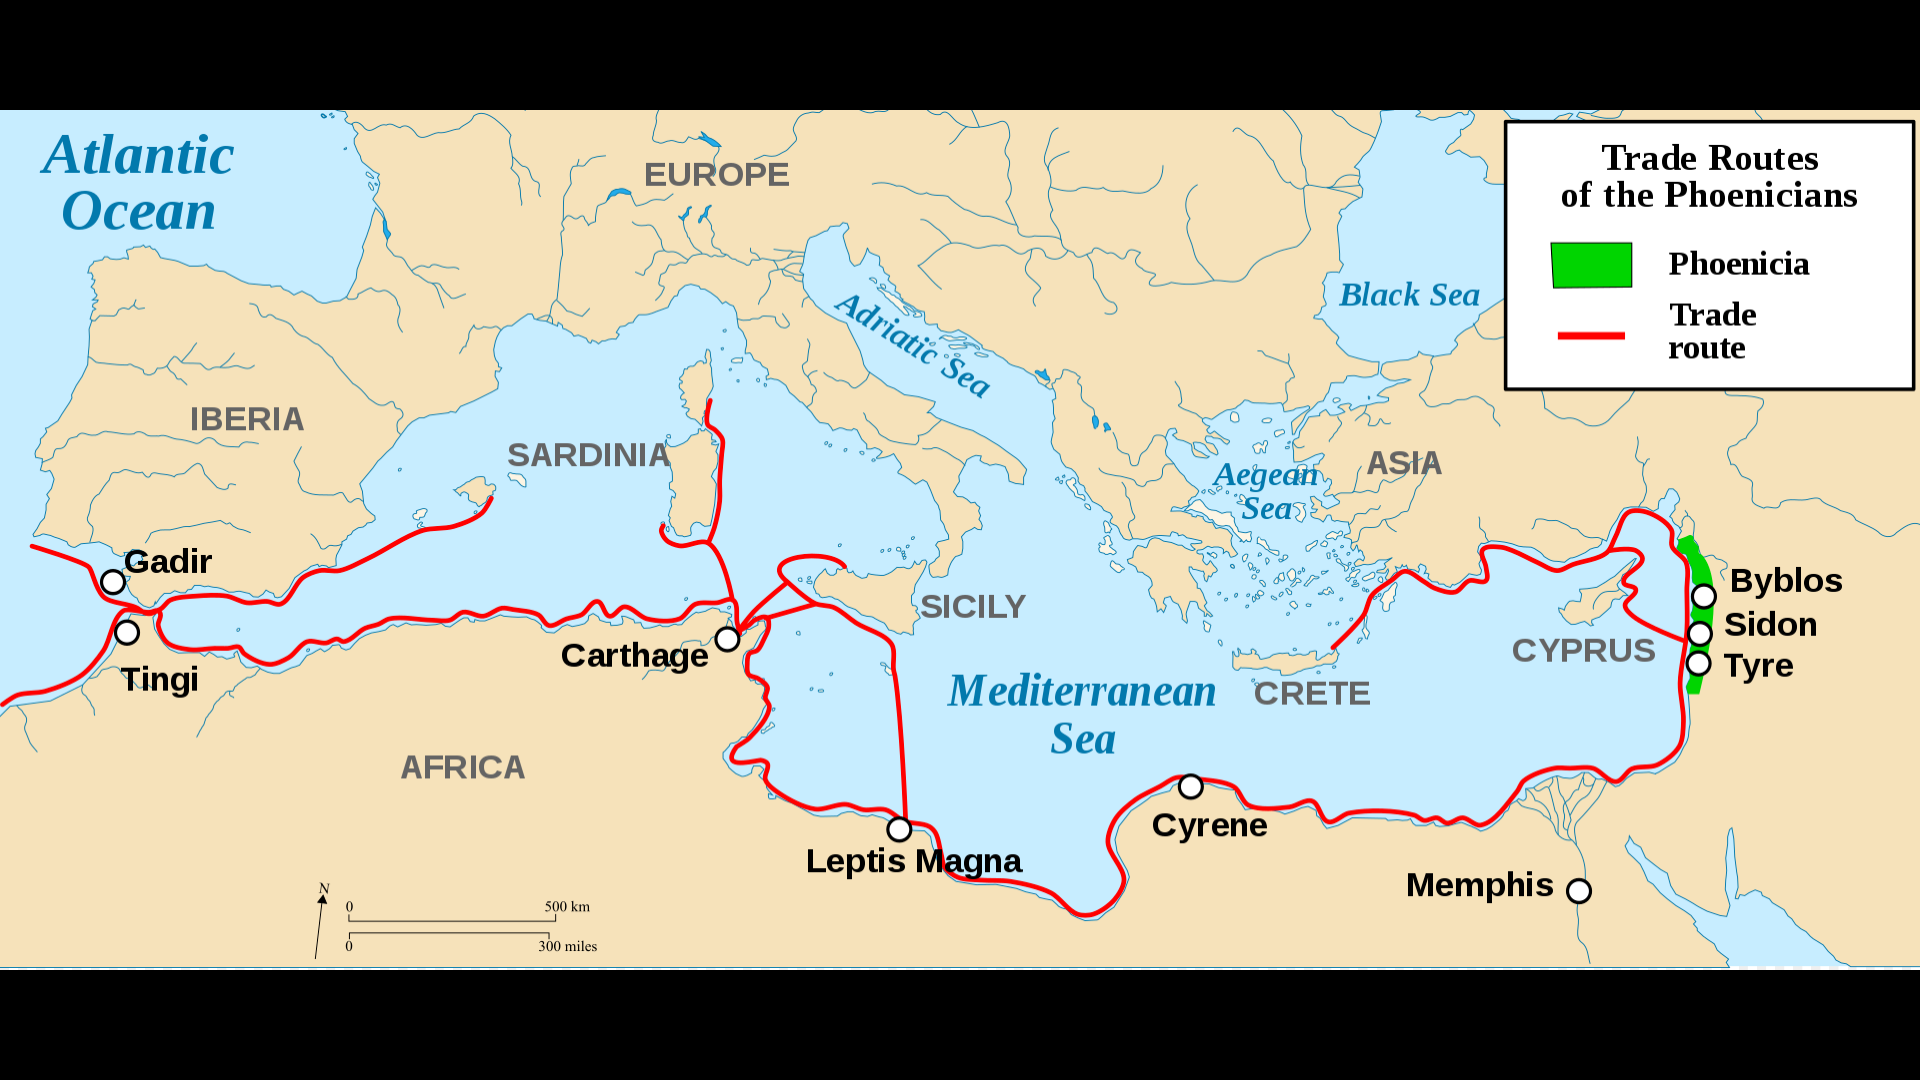 Atlantic
Ocean
EUROPE
Trade Routes
of the Phoenicians
Phoenicia
Trade
route
Black Sea
Adriatic Sea
IBERIA
SARDINIA
ASIA
Aegean
Sea
Gadir
Tingi
Carthage
SICILY
CYPRUS
Byblos
Sidon
Tyre
Mediterranean
Sea
CRETE
AFRICA
Cyrene
Leptis Magna
Memphis
N
0 500 km
0 300 miles